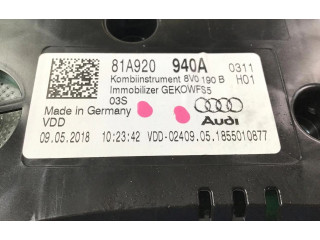 81A920 940A 0311
Kombiinstrument 8V0 190 B H01
Immobilizer GEKOWFS5
03S
Made in Germany
VDD
Audi
09.05.2018 10:23:42 VDD-02409.05.1855010877